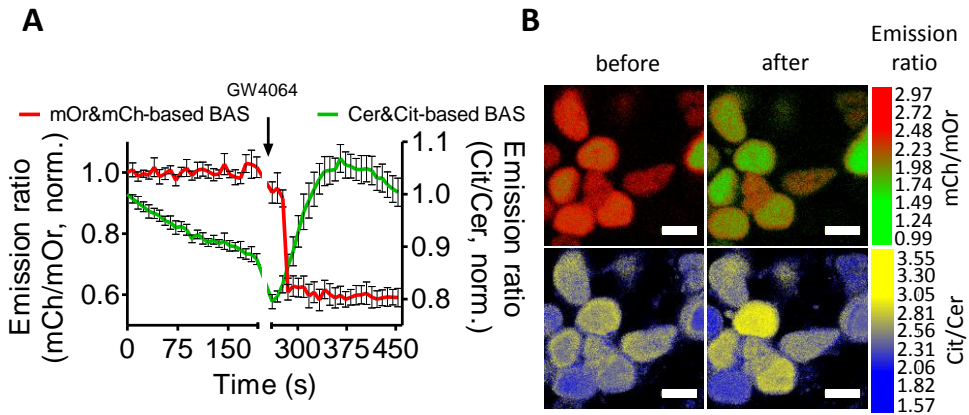 A
GW4064
mOr&mCh-based BAS
Cer&Cit-based BAS
Emission ratio
(mCh/mOr, norm.)
1.0
0.8
0.6
1.1
1.0
0.9
0.8
Emission ratio
(Cit/Cer, norm.)
0 75 150 300 375 450
Time (s)
B
before
after
Emission
ratio
2.97
2.72
2.48
2.23
1.98
1.74
1.49
1.24
0.99
mCh/mOr
3.55
3.30
3.05
2.81
2.56
2.31
2.06
1.82
1.57
Cit/Cer